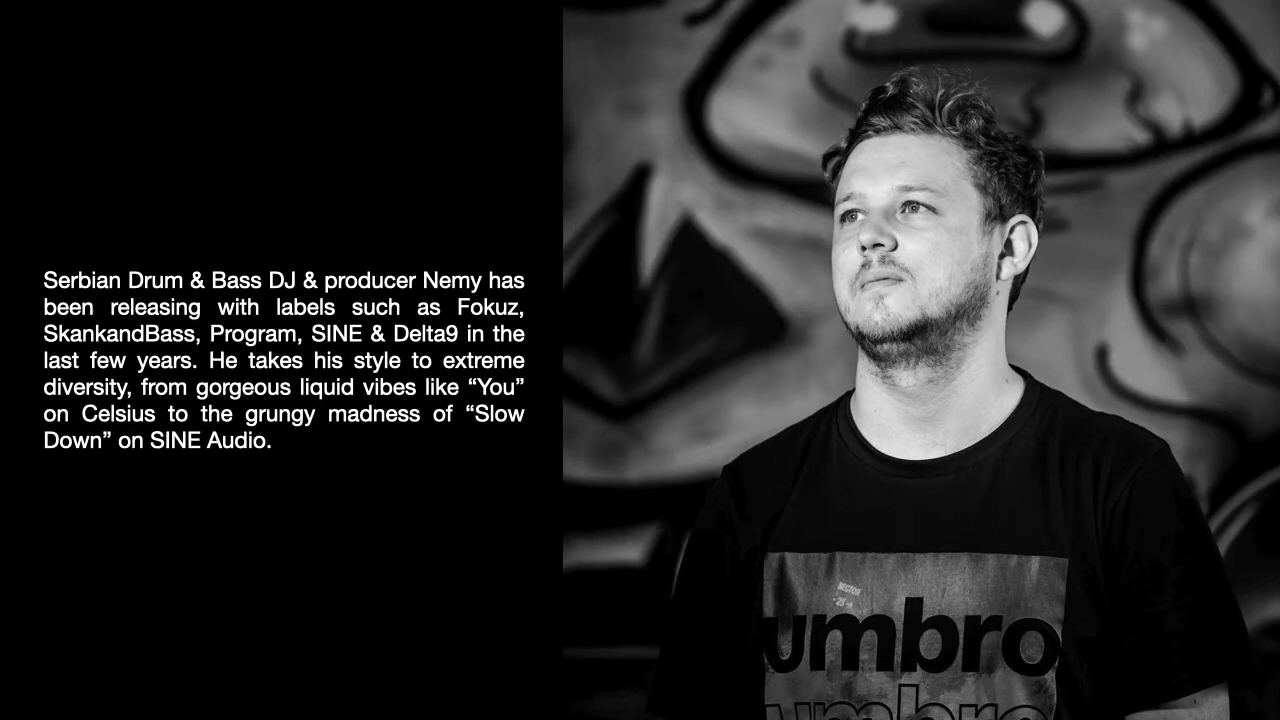 Serbian Drum & Bass DJ & producer Nemy has
been releasing with labels such as Fokuz,
SkankandBass, Program, SINE & Delta9 in the
last few years. He takes his style to extreme
diversity, from gorgeous liquid vibes like “You”
on Celsius to the grungy madness of “Slow
Down” on SINE Audio.
umbro
umbro